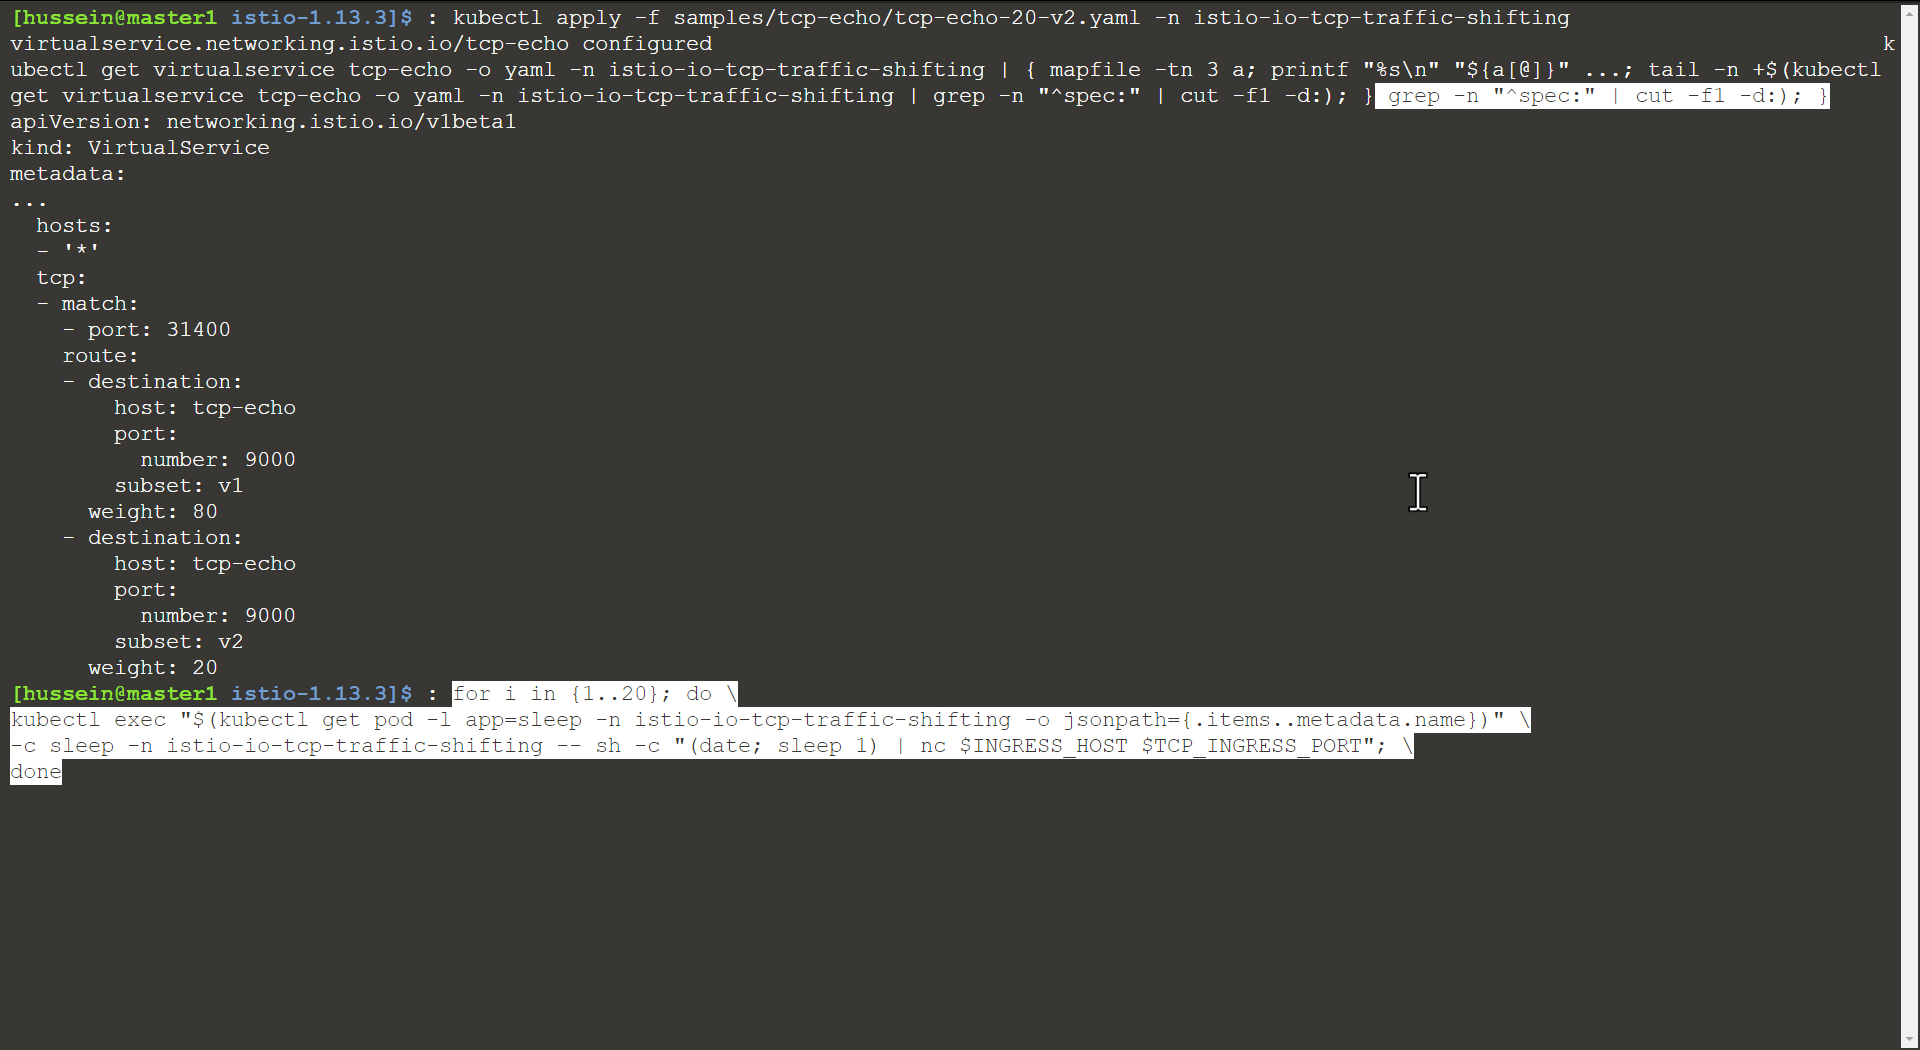 [hussein@master1 istio-1.13.3]$ : kubectl apply -f samples/tcp-echo/tcp-echo-20-v2.yaml -n istio-io-tcp-traffic-shifting
virtualservice.networking.istio.io/tcp-echo configured k
ubectl get virtualservice tcp-echo -o yaml -n istio-io-tcp-traffic-shifting | { mapfile -tn 3 a; printf "%s\n" "${a[@]}" ...; tail -n +$(kubectl
get virtualservice tcp-echo -o yaml -n istio-io-tcp-traffic-shifting | grep -n "^spec:" | cut -f1 -d:); } grep -n "^spec:" | cut -f1 -d:); }
apiVersion: networking.istio.io/v1beta1
kind: VirtualService
metadata:
...
  hosts:
  - '*'
  tcp:
  - match:
    - port: 31400
    route:
    - destination:
        host: tcp-echo
        port:
          number: 9000
        subset: v1
      weight: 80
    - destination:
        host: tcp-echo
        port:
          number: 9000
        subset: v2
      weight: 20
[hussein@master1 istio-1.13.3]$ : for i in {1..20}; do \
kubectl exec "$(kubectl get pod -l app=sleep -n istio-io-tcp-traffic-shifting -o jsonpath={.items..metadata.name})" \
-c sleep -n istio-io-tcp-traffic-shifting -- sh -c "(date; sleep 1) | nc $INGRESS_HOST $TCP_INGRESS_PORT"; \
done